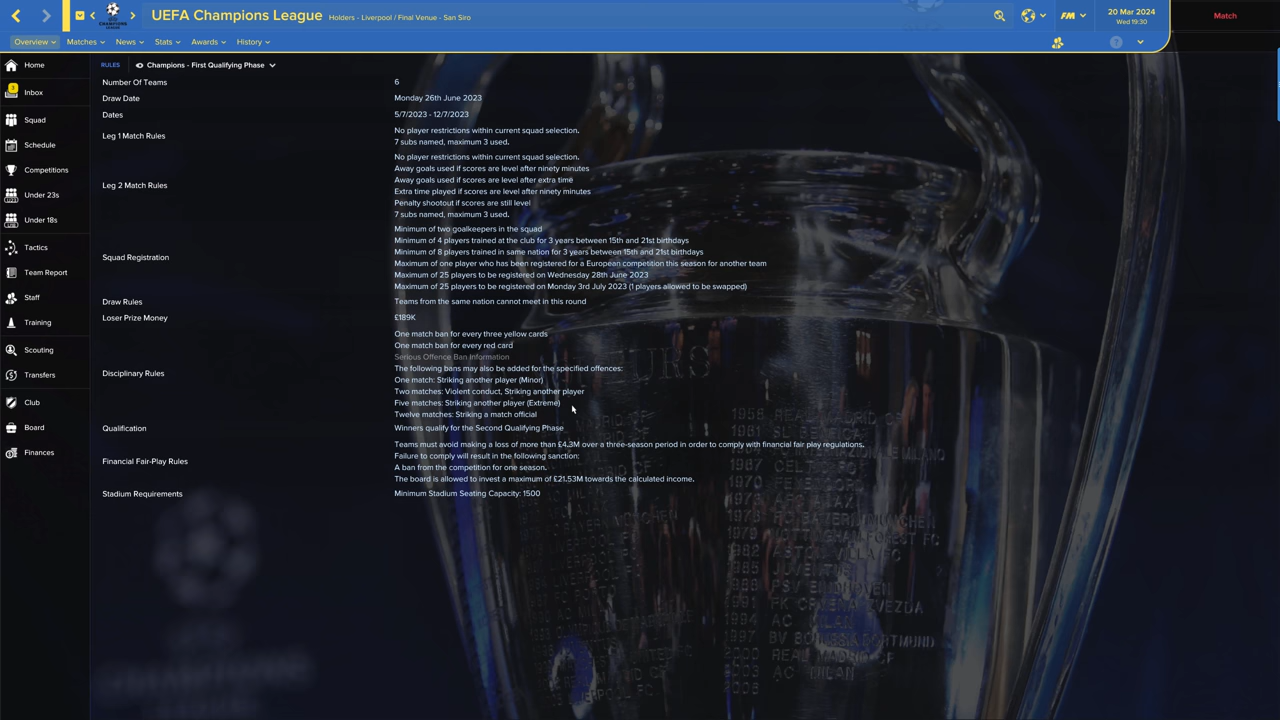 UEFA Champions League
Holders - Liverpool / Final Venue - San Siro
FM
20 Mar 2024
Wed 19:30
Match
Overview
Matches
News
Stats
Awards
History
RULES
Champions - First Qualifying Phase
Home
3
Inbox
Squad
Schedule
Competitions
Under 23s
Under 18s
Tactics
Team Report
Staff
Training
Scouting
Transfers
Club
Board
Finances
Number Of Teams
6
Draw Date
Monday 26th June 2023
Dates
5/7/2023 - 12/7/2023
Leg 1 Match Rules
No player restrictions within current squad selection.
7 subs named, maximum 3 used.
Leg 2 Match Rules
No player restrictions within current squad selection.
Away goals used if scores are level after ninety minutes
Away goals used if scores are level after extra time
Extra time played if scores are level after ninety minutes
Penalty shootout if scores are still level
7 subs named, maximum 3 used.
Squad Registration
Minimum of two goalkeepers in the squad
Minimum of 4 players trained at the club for 3 years between 15th and 21st birthdays
Minimum of 8 players trained in same nation for 3 years between 15th and 21st birthdays
Maximum of one player who has been registered for a European competition this season for another team
Maximum of 25 players to be registered on Wednesday 28th June 2023
Maximum of 25 players to be registered on Monday 3rd July 2023 (1 players allowed to be swapped)
Draw Rules
Teams from the same nation cannot meet in this round
Loser Prize Money
£189K
Disciplinary Rules
One match ban for every three yellow cards
One match ban for every red card
Serious Offence Ban Information
The following bans may also be added for the specified offences:
One match: Striking another player (Minor)
Two matches: Violent conduct, Striking another player
Five matches: Striking another player (Extreme)
Twelve matches: Striking a match official
Qualification
Winners qualify for the Second Qualifying Phase
Financial Fair-Play Rules
Teams must avoid making a loss of more than £4.3M over a three-season period in order to comply with financial fair play regulations.
Failure to comply will result in the following sanction:
A ban from the competition for one season.
The board is allowed to invest a maximum of £21.53M towards the calculated income.
Stadium Requirements
Minimum Stadium Seating Capacity: 1500